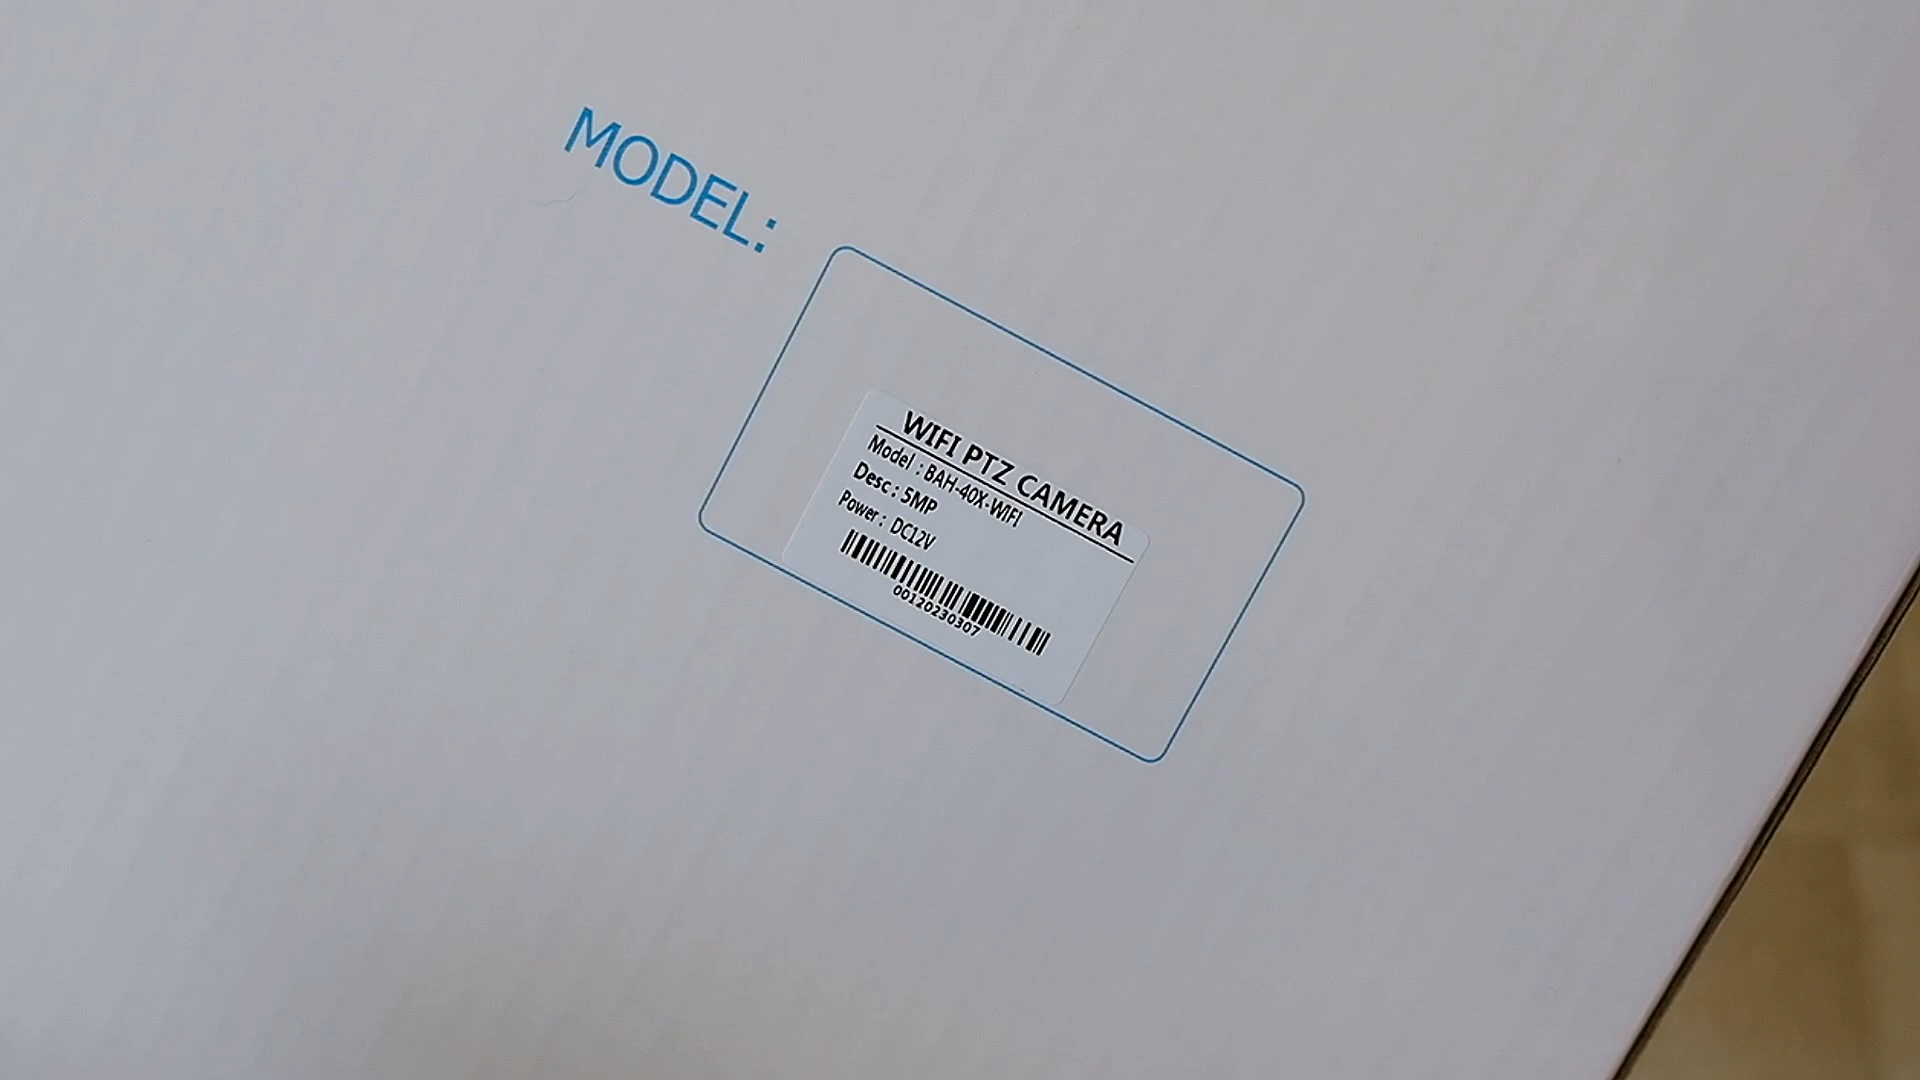 MODEL:
WIFI PTZ CAMERA
Model : BAH-40X-WIFI
Desc : 5MP
Power : DC12V
00120230307